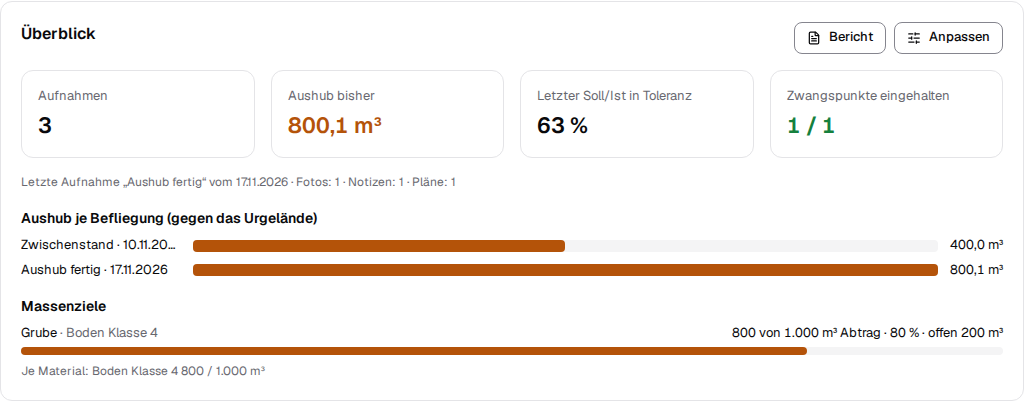 Überblick
Bericht
Anpassen
Aufnahmen
3
Aushub bisher
800,1 m³
Letzter Soll/Ist in Toleranz
63 %
Zwangspunkte eingehalten
1 / 1
Letzte Aufnahme „Aushub fertig“ vom 17.11.2026 · Fotos: 1 · Notizen: 1 · Pläne: 1
Aushub je Befliegung (gegen das Urgelände)
Zwischenstand · 10.11.20…
400,0 m³
Aushub fertig · 17.11.2026
800,1 m³
Massenziele
Grube · Boden Klasse 4
800 von 1.000 m³ Abtrag · 80 % · offen 200 m³
Je Material: Boden Klasse 4 800 / 1.000 m³